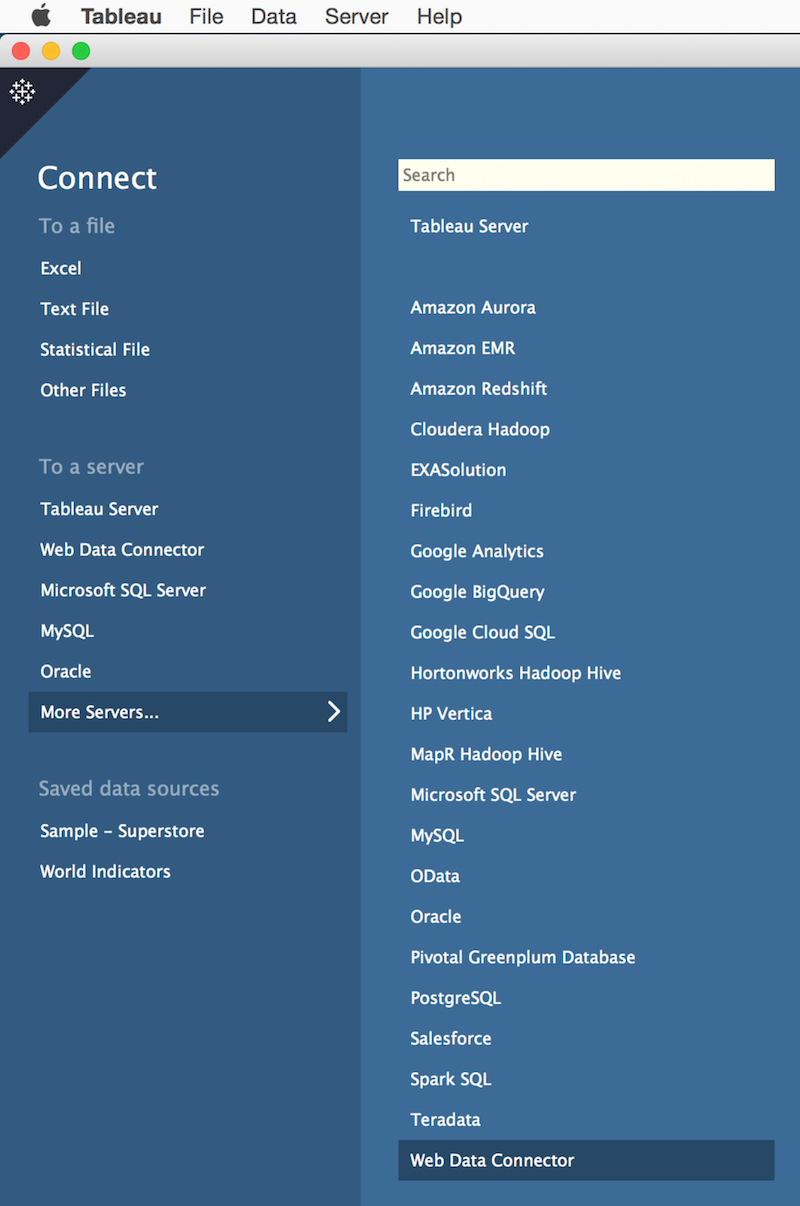 Tableau File Data Server Help
Connect
To a file
Excel
Text File
Statistical File
Other Files
To a server
Tableau Server
Web Data Connector
Microsoft SQL Server
MySQL
Oracle
More Servers...
Saved data sources
Sample – Superstore
World Indicators
Search
Tableau Server
Amazon Aurora
Amazon EMR
Amazon Redshift
Cloudera Hadoop
EXASolution
Firebird
Google Analytics
Google BigQuery
Google Cloud SQL
Hortonworks Hadoop Hive
HP Vertica
MapR Hadoop Hive
Microsoft SQL Server
MySQL
OData
Oracle
Pivotal Greenplum Database
PostgreSQL
Salesforce
Spark SQL
Teradata
Web Data Connector